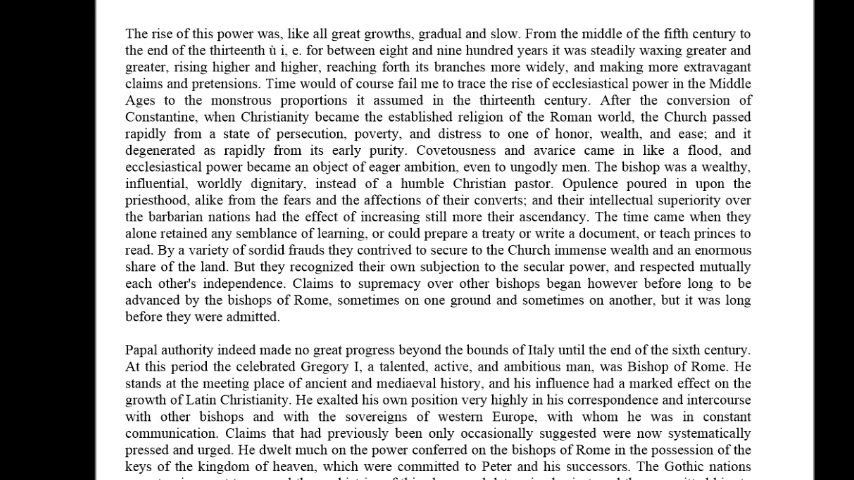 The rise of this power was, like all great growths, gradual and slow. From the middle of the fifth century to
the end of the thirteenth ù i, e. for between eight and nine hundred years it was steadily waxing greater and
greater, rising higher and higher, reaching forth its branches more widely, and making more extravagant
claims and pretensions. Time would of course fail me to trace the rise of ecclesiastical power in the Middle
Ages to the monstrous proportions it assumed in the thirteenth century. After the conversion of
Constantine, when Christianity became the established religion of the Roman world, the Church passed
rapidly from a state of persecution, poverty, and distress to one of honor, wealth, and ease; and it
degenerated as rapidly from its early purity. Covetousness and avarice came in like a flood, and
ecclesiastical power became an object of eager ambition, even to ungodly men. The bishop was a wealthy,
influential, worldly dignitary, instead of a humble Christian pastor. Opulence poured in upon the
priesthood, alike from the fears and the affections of their converts; and their intellectual superiority over
the barbarian nations had the effect of increasing still more their ascendancy. The time came when they
alone retained any semblance of learning, or could prepare a treaty or write a document, or teach princes to
read. By a variety of sordid frauds they contrived to secure to the Church immense wealth and an enormous
share of the land. But they recognized their own subjection to the secular power, and respected mutually
each other's independence. Claims to supremacy over other bishops began however before long to be
advanced by the bishops of Rome, sometimes on one ground and sometimes on another, but it was long
before they were admitted.
Papal authority indeed made no great progress beyond the bounds of Italy until the end of the sixth century.
At this period the celebrated Gregory I, a talented, active, and ambitious man, was Bishop of Rome. He
stands at the meeting place of ancient and mediaeval history, and his influence had a marked effect on the
growth of Latin Christianity. He exalted his own position very highly in his correspondence and intercourse
with other bishops and with the sovereigns of western Europe, with whom he was in constant
communication. Claims that had previously been only occasionally suggested were now systematically
pressed and urged. He dwelt much on the power conferred on the bishops of Rome in the possession of the
keys of the kingdom of heaven, which were committed to Peter and his successors. The Gothic nations